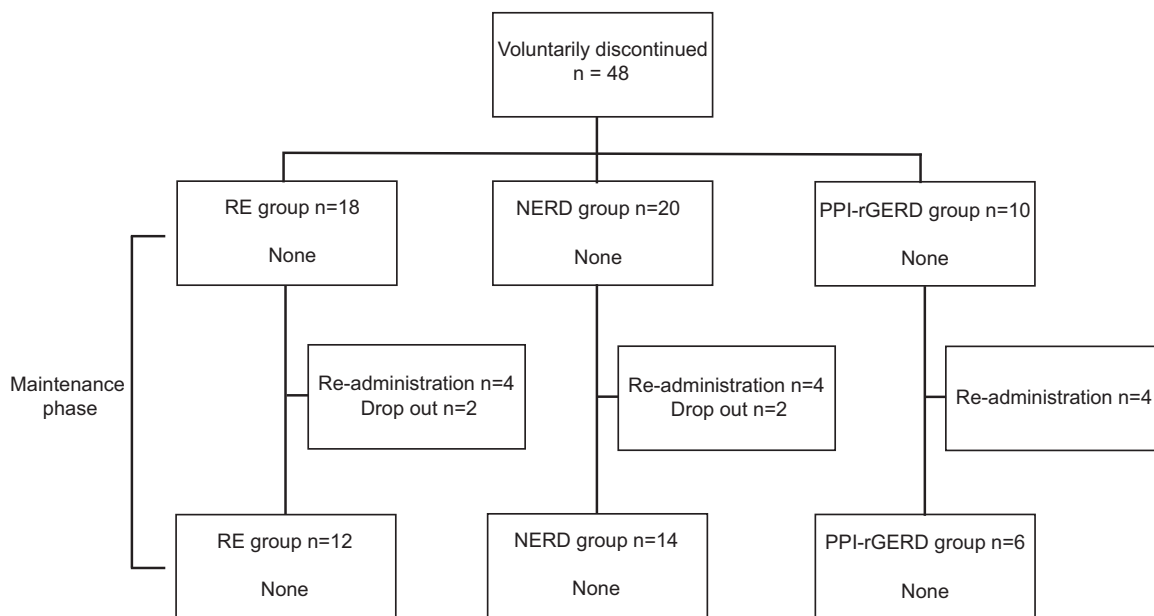 Voluntarily discontinued
n = 48
RE group n=18
None
NERD group n=20
None
PPI-rGERD group n=10
None
Maintenance
phase
Re-administration n=4
Drop out n=2
Re-administration n=4
Drop out n=2
Re-administration n=4
RE group n=12
None
NERD group n=14
None
PPI-rGERD group n=6
None